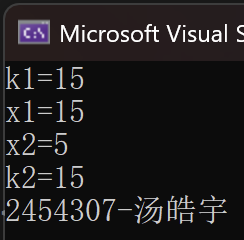 Microsoft Visual S
k1=15
x1=15
x2=5
k2=15
2454307-汤皓宇